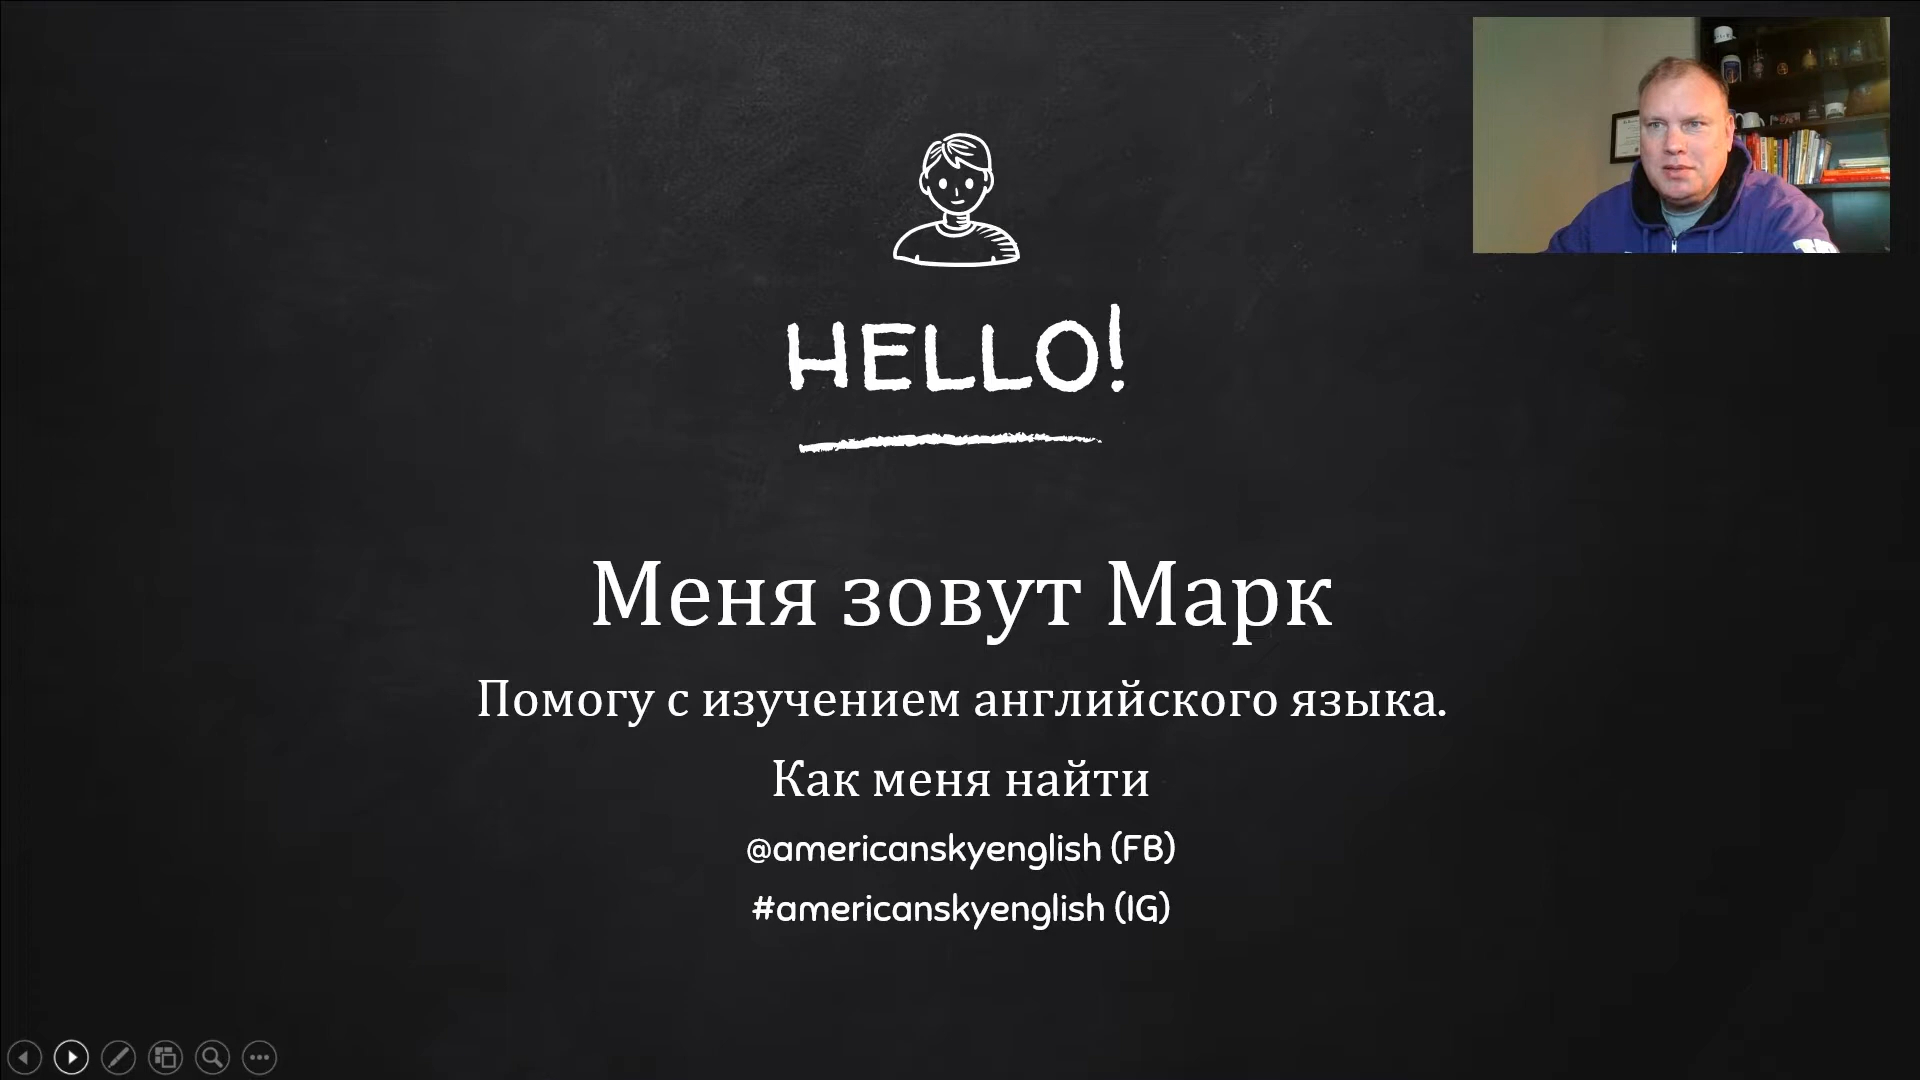 HELLO!
Меня зовут Марк
Помогу с изучением английского языка.
Как меня найти
@americanskyenglish (FB)
#americanskyenglish (IG)